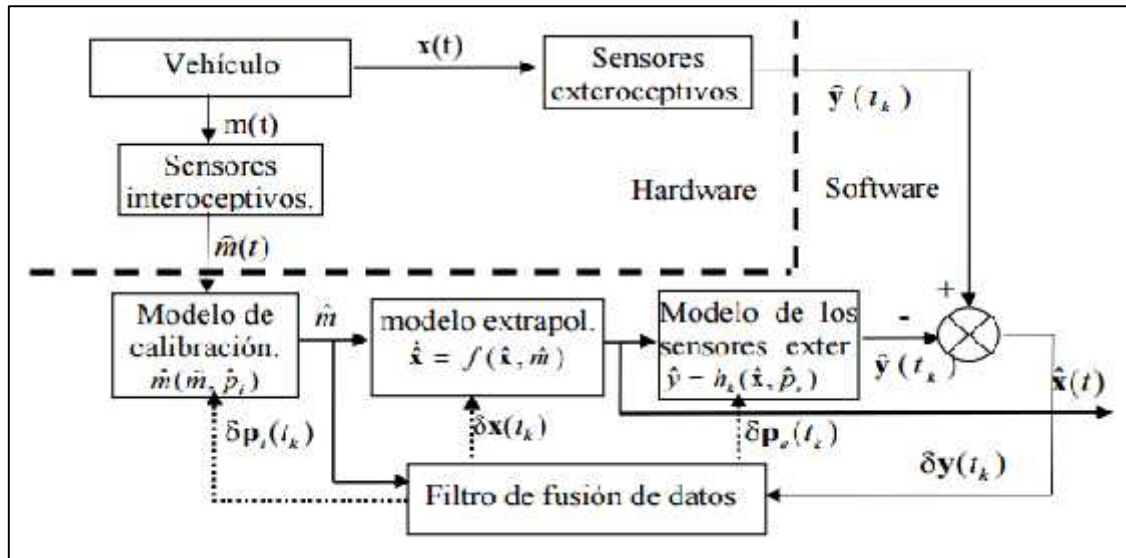 Vehículo
x(t)
Sensores
exteroceptivos.
ŷ(t_k)
m(t)
Sensores
interoceptivos.
Hardware
Software
m̃(t)
+
Modelo de
calibración.
m̂(m̃, p̂_i)
m̂
modelo extrapol.
x̂̇ = f(x̂, m̂)
Modelo de los
sensores exter
ŷ = h_k(x̂, p̂_e)
-
ŷ(t_k)
x̂(t)
δp_i(t_k)
δx(t_k)
δp_e(t_k)
δy(t_k)
Filtro de fusión de datos